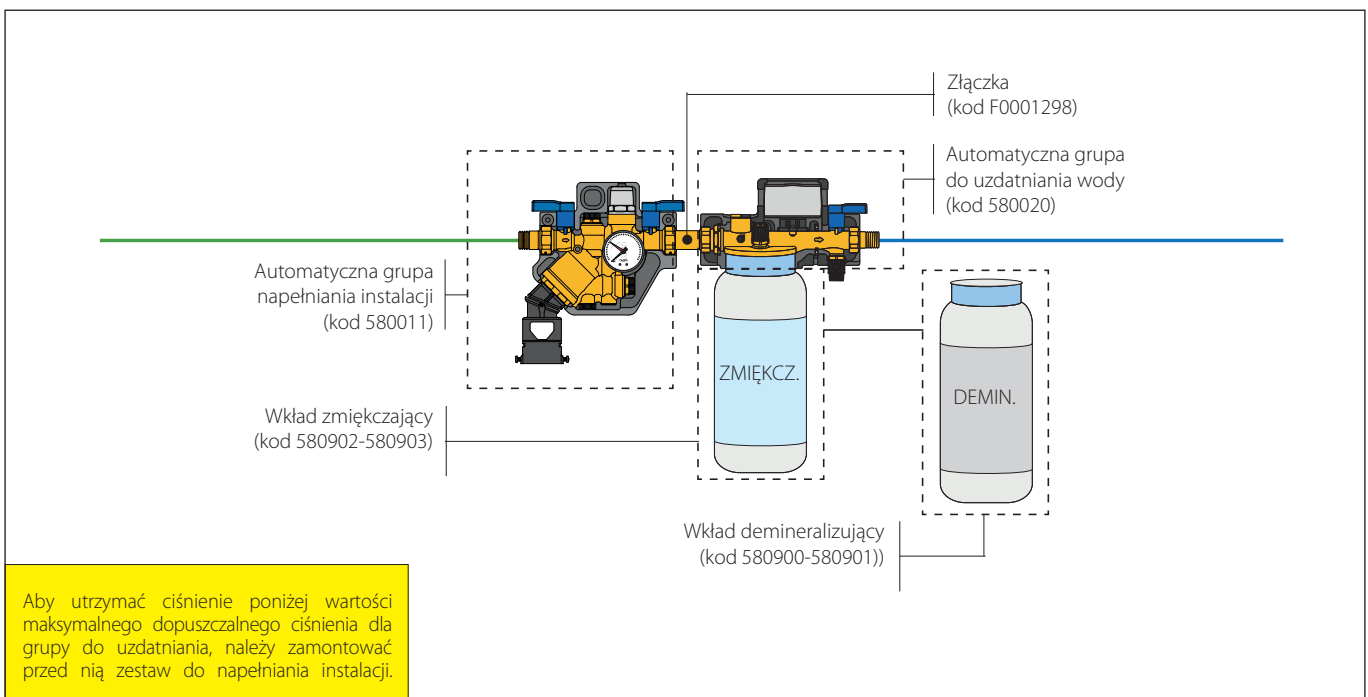 Złączka
(kod F0001298)
Automatyczna grupa
do uzdatniania wody
(kod 580020)
Automatyczna grupa
napełniania instalacji
(kod 580011)
ZMIĘKCZ.
DEMIN.
Wkład zmiękczający
(kod 580902-580903)
Wkład demineralizujący
(kod 580900-580901))
Aby utrzymać ciśnienie poniżej wartości
maksymalnego dopuszczalnego ciśnienia dla
grupy do uzdatniania, należy zamontować
przed nią zestaw do napełniania instalacji.